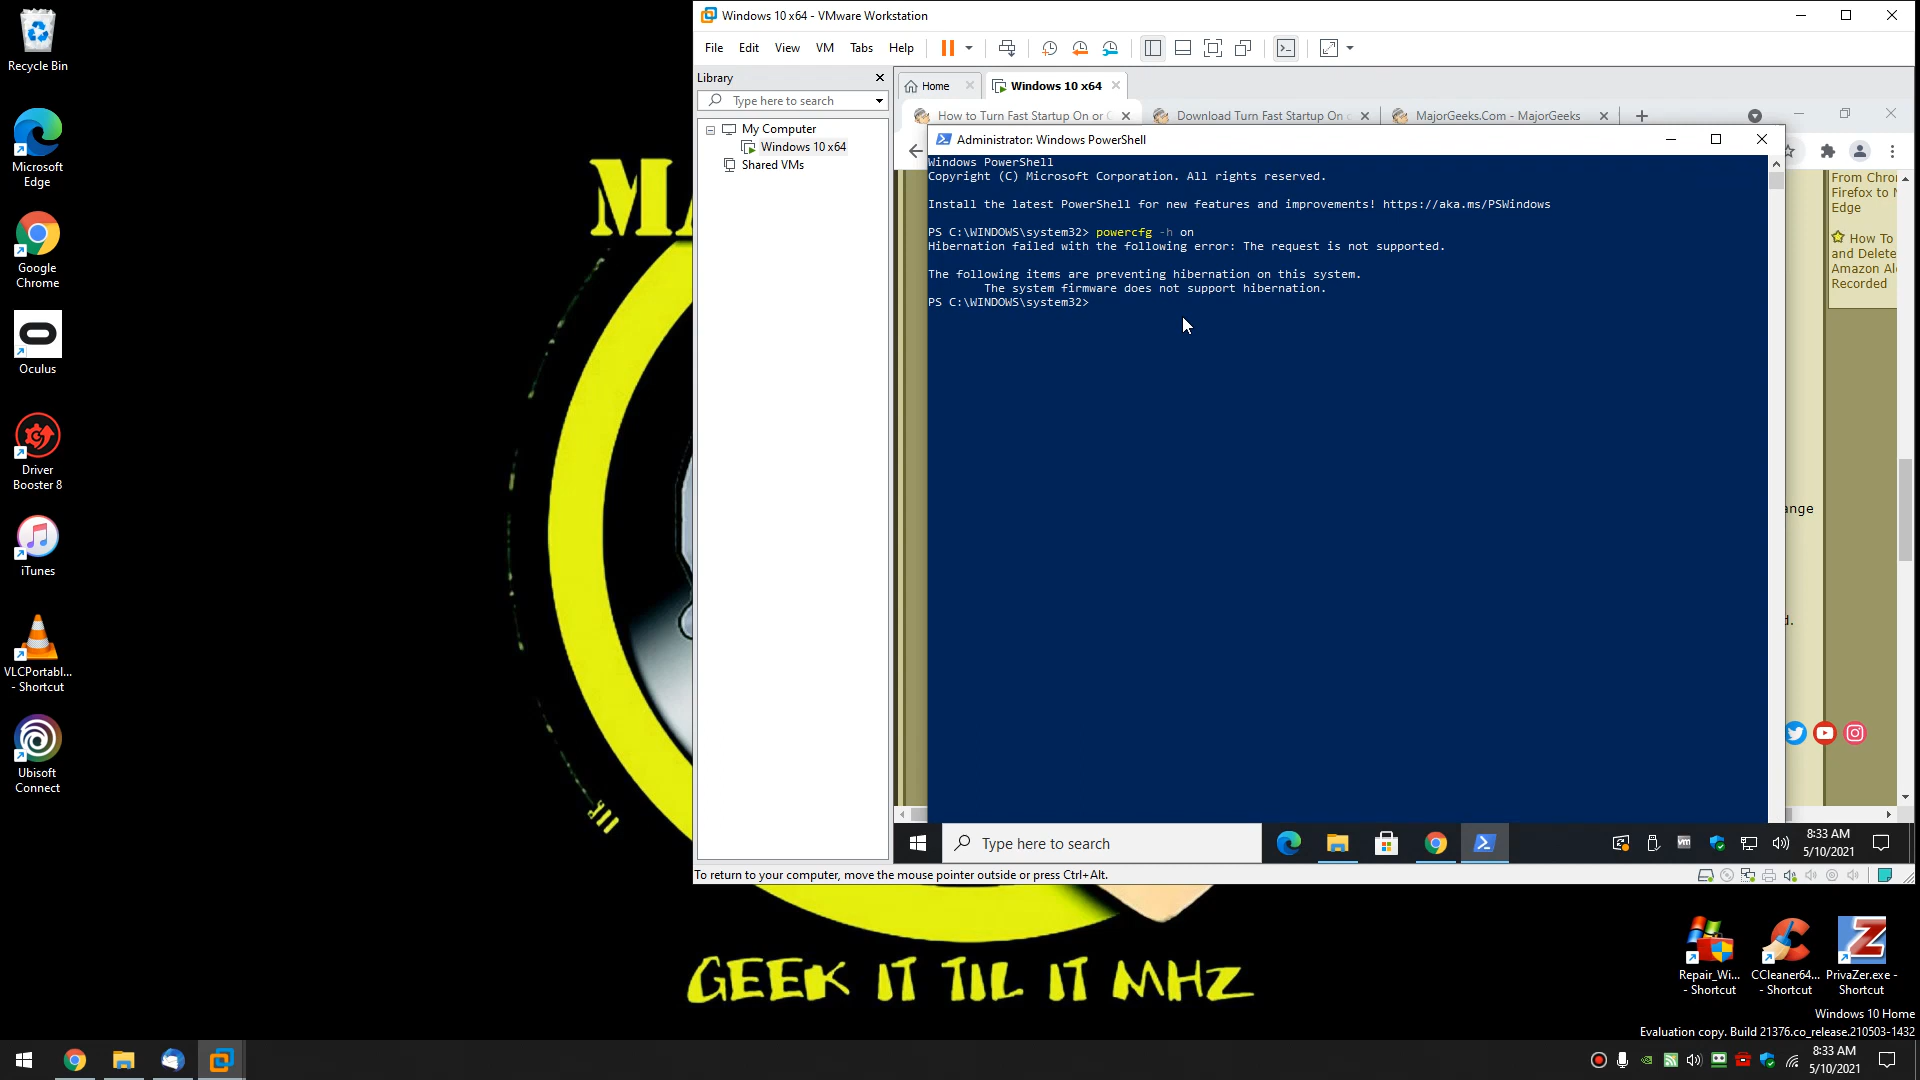 Recycle Bin
Microsoft
Edge
Google
Chrome
Oculus
Driver
Booster 8
iTunes
VLCPortabl...
- Shortcut
Ubisoft
Connect
MA
GEEK IT TIL IT MHZ
Windows 10 x64 - VMware Workstation
File Edit View VM Tabs Help
Library
Type here to search
My Computer
Windows 10 x64
Shared VMs
Home
Windows 10 x64
How to Turn Fast Startup On or
Download Turn Fast Startup On
MajorGeeks.Com - MajorGeeks
Administrator: Windows PowerShell
Windows PowerShell
Copyright (C) Microsoft Corporation. All rights reserved.
Install the latest PowerShell for new features and improvements! https://aka.ms/PSWindows
PS C:\WINDOWS\system32> powercfg -h on
Hibernation failed with the following error: The request is not supported.
The following items are preventing hibernation on this system.
The system firmware does not support hibernation.
PS C:\WINDOWS\system32>
From Chro
Firefox to
Edge
How To
and Delete
Amazon Al
Recorded
ange
d.
Type here to search
vm
8:33 AM
5/10/2021
To return to your computer, move the mouse pointer outside or press Ctrl+Alt.
Repair_Wi...
- Shortcut
CCleaner64...
- Shortcut
PrivaZer.exe -
Shortcut
Windows 10 Home
Evaluation copy. Build 21376.co_release.210503-1432
8:33 AM
5/10/2021